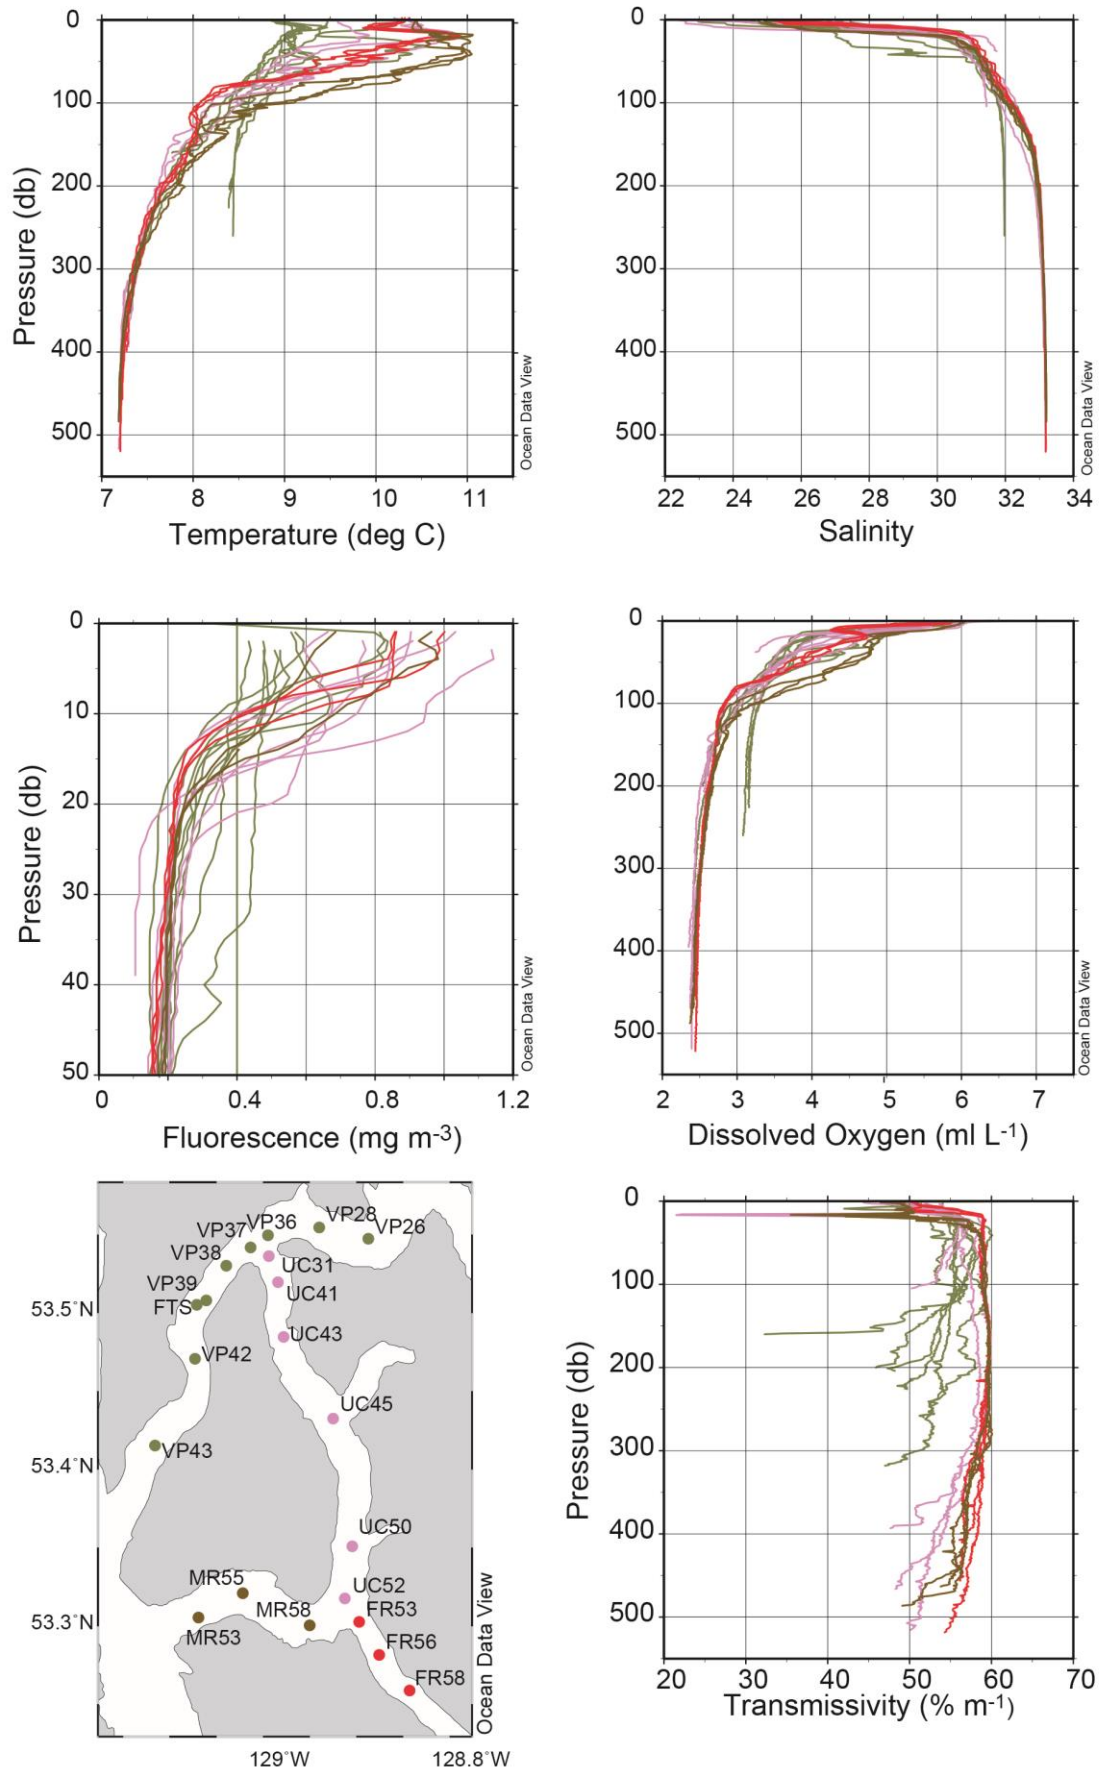 0
100
200
300
400
500
Pressure (db)
7
8
9
10
11
Temperature (deg C)
Ocean Data View
0
100
200
300
400
500
22
24
26
28
30
32
34
Salinity
Ocean Data View
0
10
20
30
40
50
Pressure (db)
0
0.4
0.8
1.2
Fluorescence (mg m-3)
Ocean Data View
0
100
200
300
400
500
2
3
4
5
6
7
Dissolved Oxygen (ml L-1)
Ocean Data View
VP37
VP36
VP28
VP26
VP38
UC31
VP39
UC41
FTS
UC43
VP42
UC45
VP43
UC50
MR55
UC52
MR58
FR53
MR53
FR56
FR58
53.5˚N
53.4˚N
53.3˚N
129˚W
128.8˚W
Ocean Data View
0
100
200
300
400
500
Pressure (db)
20
30
40
50
60
70
Transmissivity (% m-1)